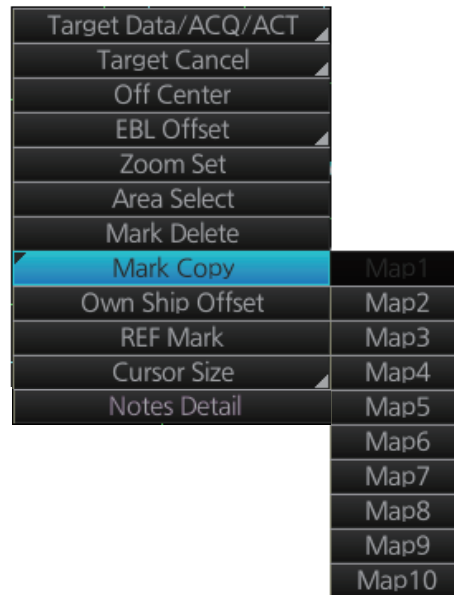 Target Data/ACQ/ACT
Target Cancel
Off Center
EBL Offset
Zoom Set
Area Select
Mark Delete
Mark Copy
Own Ship Offset
REF Mark
Cursor Size
Notes Detail
Map1
Map2
Map3
Map4
Map5
Map6
Map7
Map8
Map9
Map10